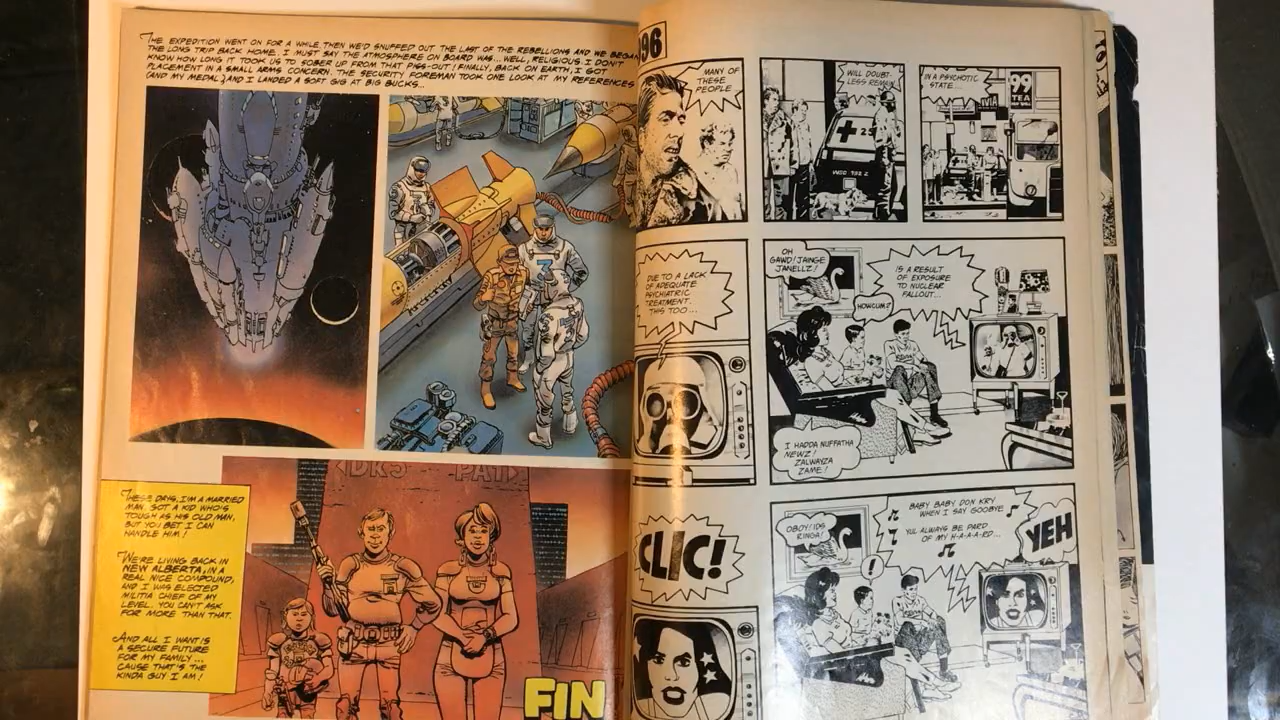 THE EXPEDITION WENT ON FOR A WHILE. THEN WE'D SNUFFED OUT THE LAST OF THE REBELLIONS AND WE BEGAN
THE LONG TRIP BACK HOME. I MUST SAY THE ATMOSPHERE ON BOARD WAS... WELL, RELIGIOUS. I DON'T
KNOW HOW LONG IT TOOK US TO SOBER UP FROM THAT PISS-OUT! FINALLY, BACK ON EARTH, I GOT
PLACEMENT IN A SMALL ARMS CONCERN. THE SECURITY FOREMAN TOOK ONE LOOK AT MY REFERENCES
(AND MY MEDAL) AND I LANDED A SOFT GIG AT BIG BUCKS...
3
THESE DAYS, I'M A MARRIED
MAN. GOT A KID WHO'S
TOUGH AS HIS OLD MAN,
BUT YOU BET I CAN
HANDLE HIM!
WE'RE LIVING BACK IN
NEW ALBERTA, IN A
REAL NICE COMPOUND,
AND I WAS ELECTED
MILITIA CHIEF OF MY
LEVEL. YOU CAN'T ASK
FOR MORE THAN THAT.
AND ALL I WANT IS
A SECURE FUTURE
FOR MY FAMILY...
CAUSE THAT'S THE
KINDA GUY I AM!
FIN
96
MANY OF
THESE
PEOPLE...
WILL DOUBT-
LESS REMAIN
IN A PSYCHOTIC
STATE...
99
TEA
DUE TO A LACK
OF ADEQUATE
PSYCHIATRIC
TREATMENT.
THIS TOO...
OH
GAWD! JAINGE
JANELLZ!
HOWCUM?
IS A RESULT
OF EXPOSURE
TO NUCLEAR
FALLOUT...
I HADDA NUFFATHA
NEWZ!
ZALWAYZA
ZAME!
CLIC!
OBOY! IDS
RINGA!
!
BABY BABY DON KRY
WHEN I SAY GOOBYE
YUL ALWAYS BE PARD
OF MY H-A-A-A-RD...
YEH